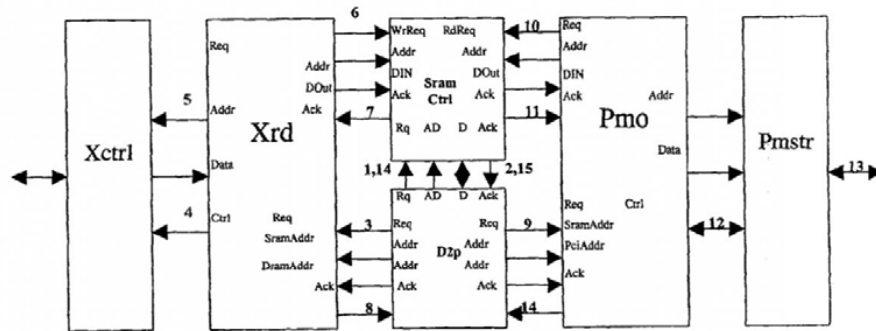 6 10
WrReq RdReq Req
Req Addr Addr
Addr DIN DOut DIN
DOut Sram Ctrl
5 Addr Ack Ack Ack Ack Addr
7 11
Xctrl Xrd Rq AD D Ack Pmo Pmstr
1,14 2,15 Data
Data 13
Rq AD D Ack
4 Ctrl Req 3 Req Req 9 Req Ctrl
SramAddr Addr Addr SramAddr 12
D2p
DramAddr Addr Addr PciAddr
Ack Ack Ack Ack
8 14